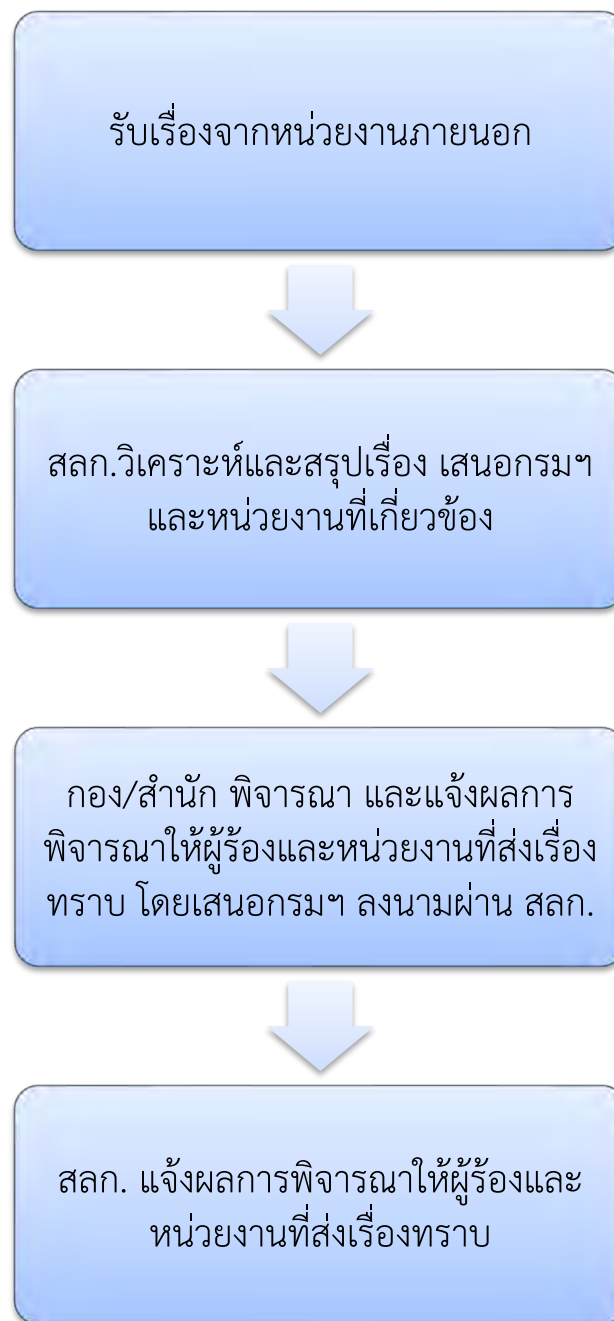 รับเรื่องจากหน่วยงานภายนอก
สลก.วิเคราะห์และสรุปเรื่อง เสนอกรมฯ
และหน่วยงานที่เกี่ยวข้อง
กอง/สำนัก พิจารณา และแจ้งผลการ
พิจารณาให้ผู้ร้องและหน่วยงานที่ส่งเรื่อง
ทราบ โดยเสนอกรมฯ ลงนามผ่าน สลก.
สลก. แจ้งผลการพิจารณาให้ผู้ร้องและ
หน่วยงานที่ส่งเรื่องทราบ